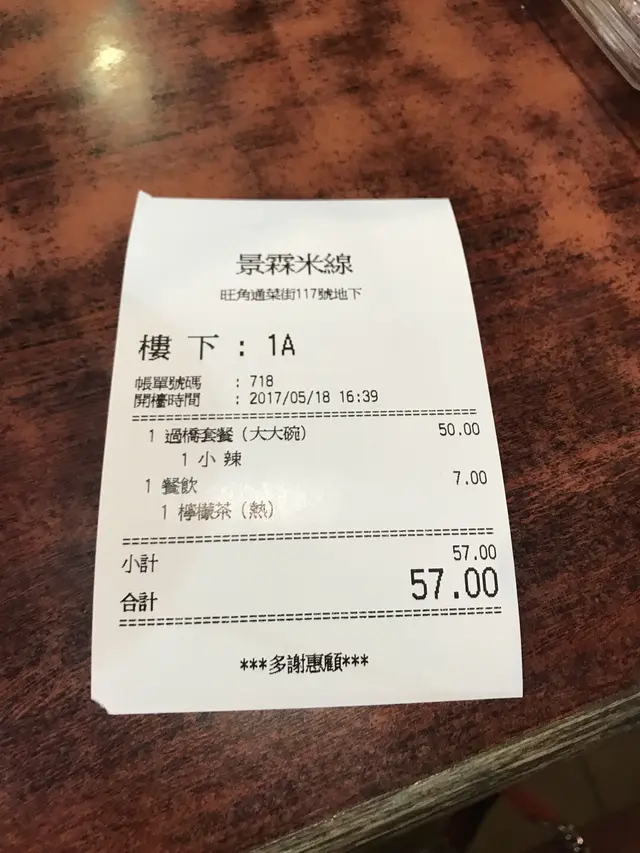 景霖米線
旺角通菜街117號地下
樓 下 : 1A
帳單號碼 : 718
開檯時間 : 2017/05/18 16:39
1 過橋套餐(大大碗) 50.00
1 小 辣
1 餐飲 7.00
1 檸檬茶(熱)
小計 57.00
合計 57.00
***多謝惠顧***